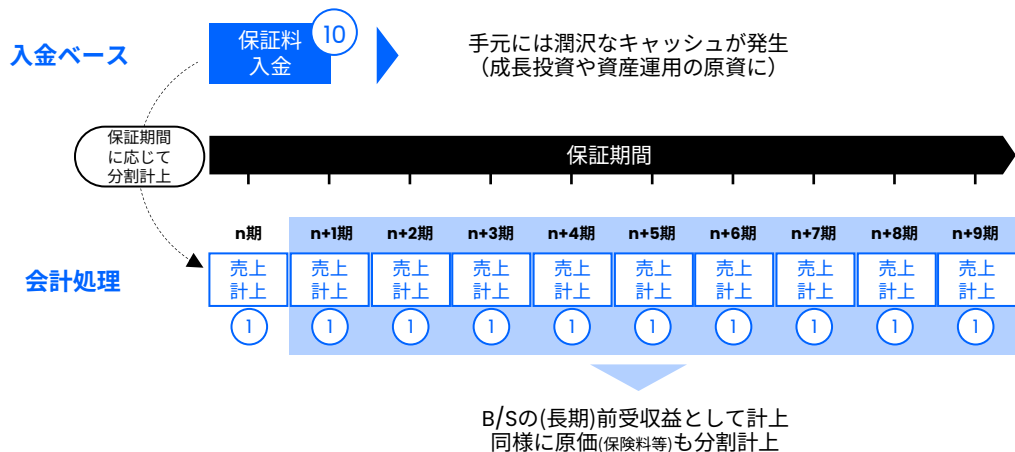 入金ベース
保証料
入金
10
手元には潤沢なキャッシュが発生
（成長投資や資産運用の原資に）
保証期間
に応じて
分割計上
保証期間
n期 n+1期 n+2期 n+3期 n+4期 n+5期 n+6期 n+7期 n+8期 n+9期
会計処理
売上 売上 売上 売上 売上 売上 売上 売上 売上 売上
計上 計上 計上 計上 計上 計上 計上 計上 計上 計上
1 1 1 1 1 1 1 1 1 1
B/Sの(長期)前受収益として計上
同様に原価(保険料等)も分割計上